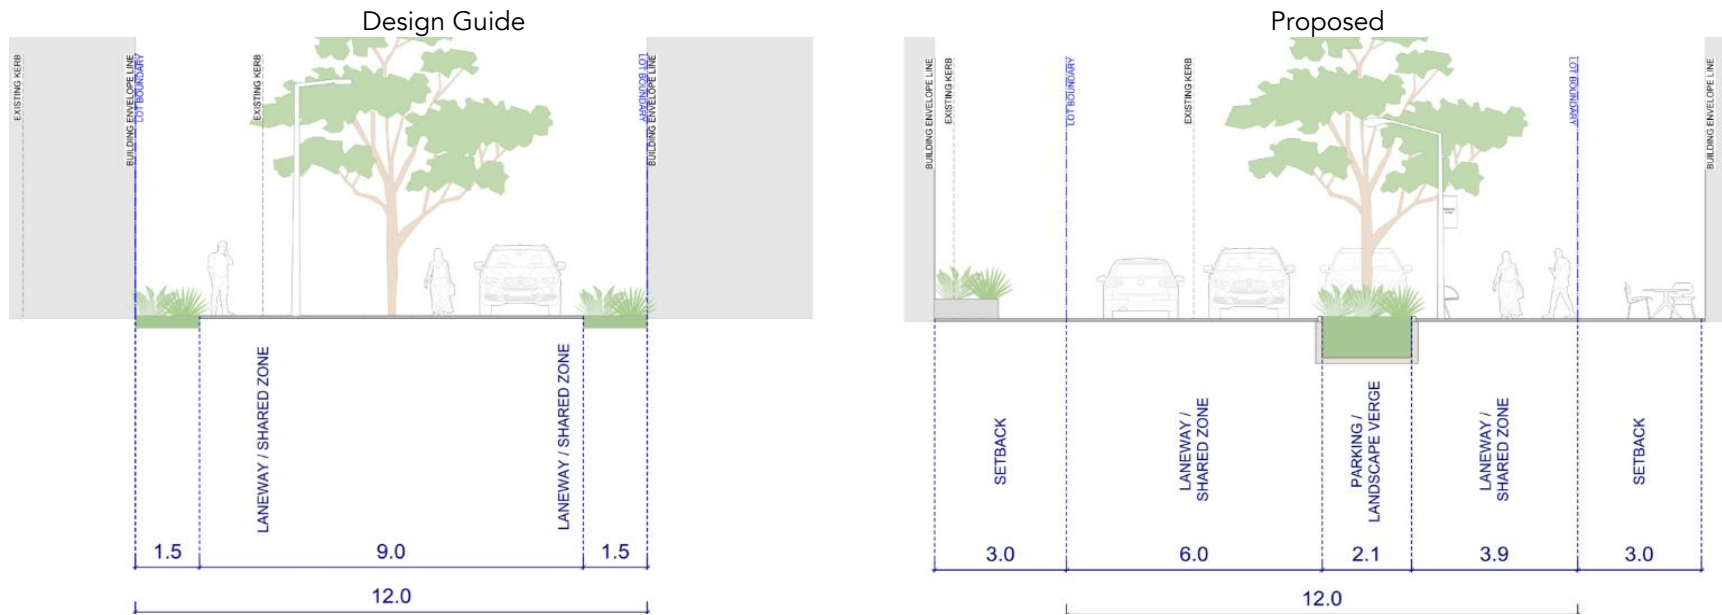 Design Guide
EXISTING KERB
BUILDING ENVELOPE LINE
LOT BOUNDARY
EXISTING KERB
LOT BOUNDARY
BUILDING ENVELOPE LINE
LANEWAY / SHARED ZONE
LANEWAY / SHARED ZONE
1.5
9.0
1.5
12.0
Proposed
BUILDING ENVELOPE LINE
EXISTING KERB
LOT BOUNDARY
EXISTING KERB
LOT BOUNDARY
BUILDING ENVELOPE LINE
SETBACK
LANEWAY /
SHARED ZONE
PARKING /
LANDSCAPE VERGE
LANEWAY /
SHARED ZONE
SETBACK
3.0
6.0
2.1
3.9
3.0
12.0